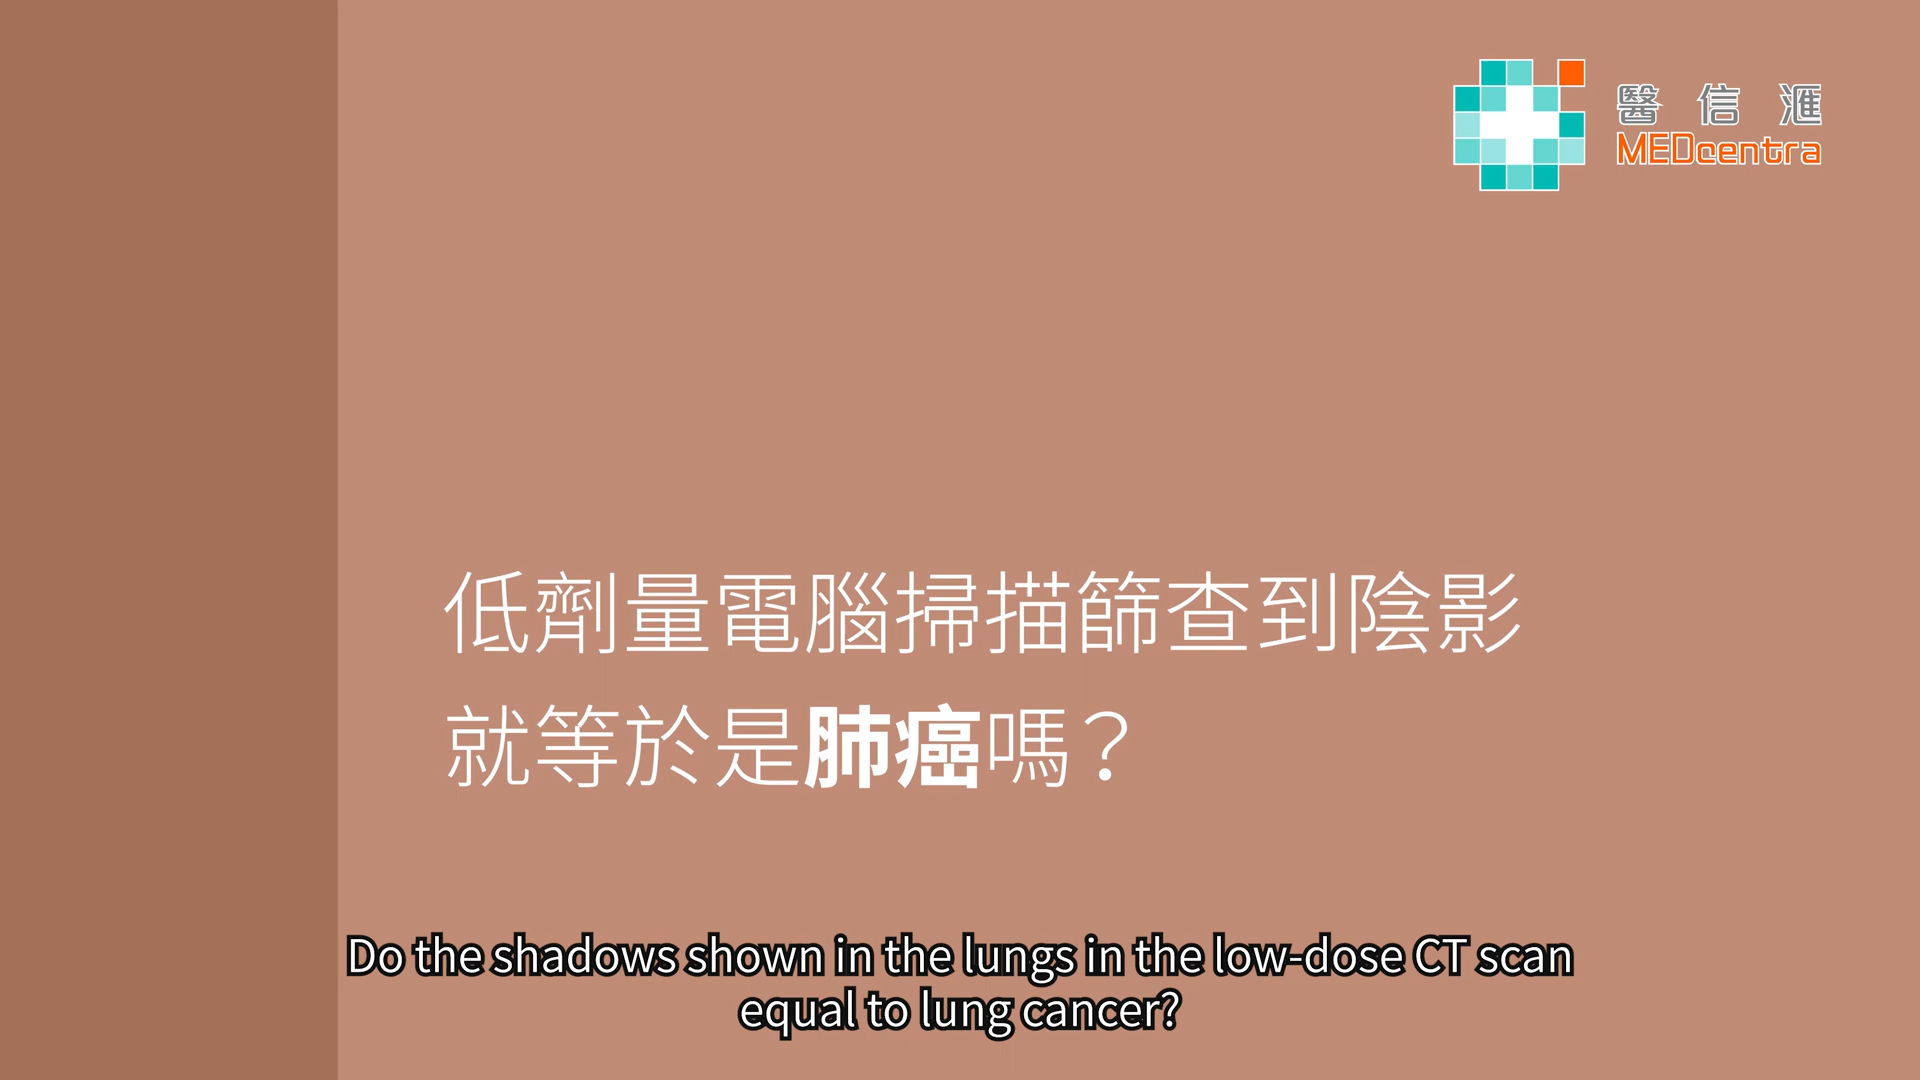 醫信滙
MEDcentra
低劑量電腦掃描篩查到陰影
就等於是肺癌嗎？
Do the shadows shown in the lungs in the low-dose CT scan
equal to lung cancer?